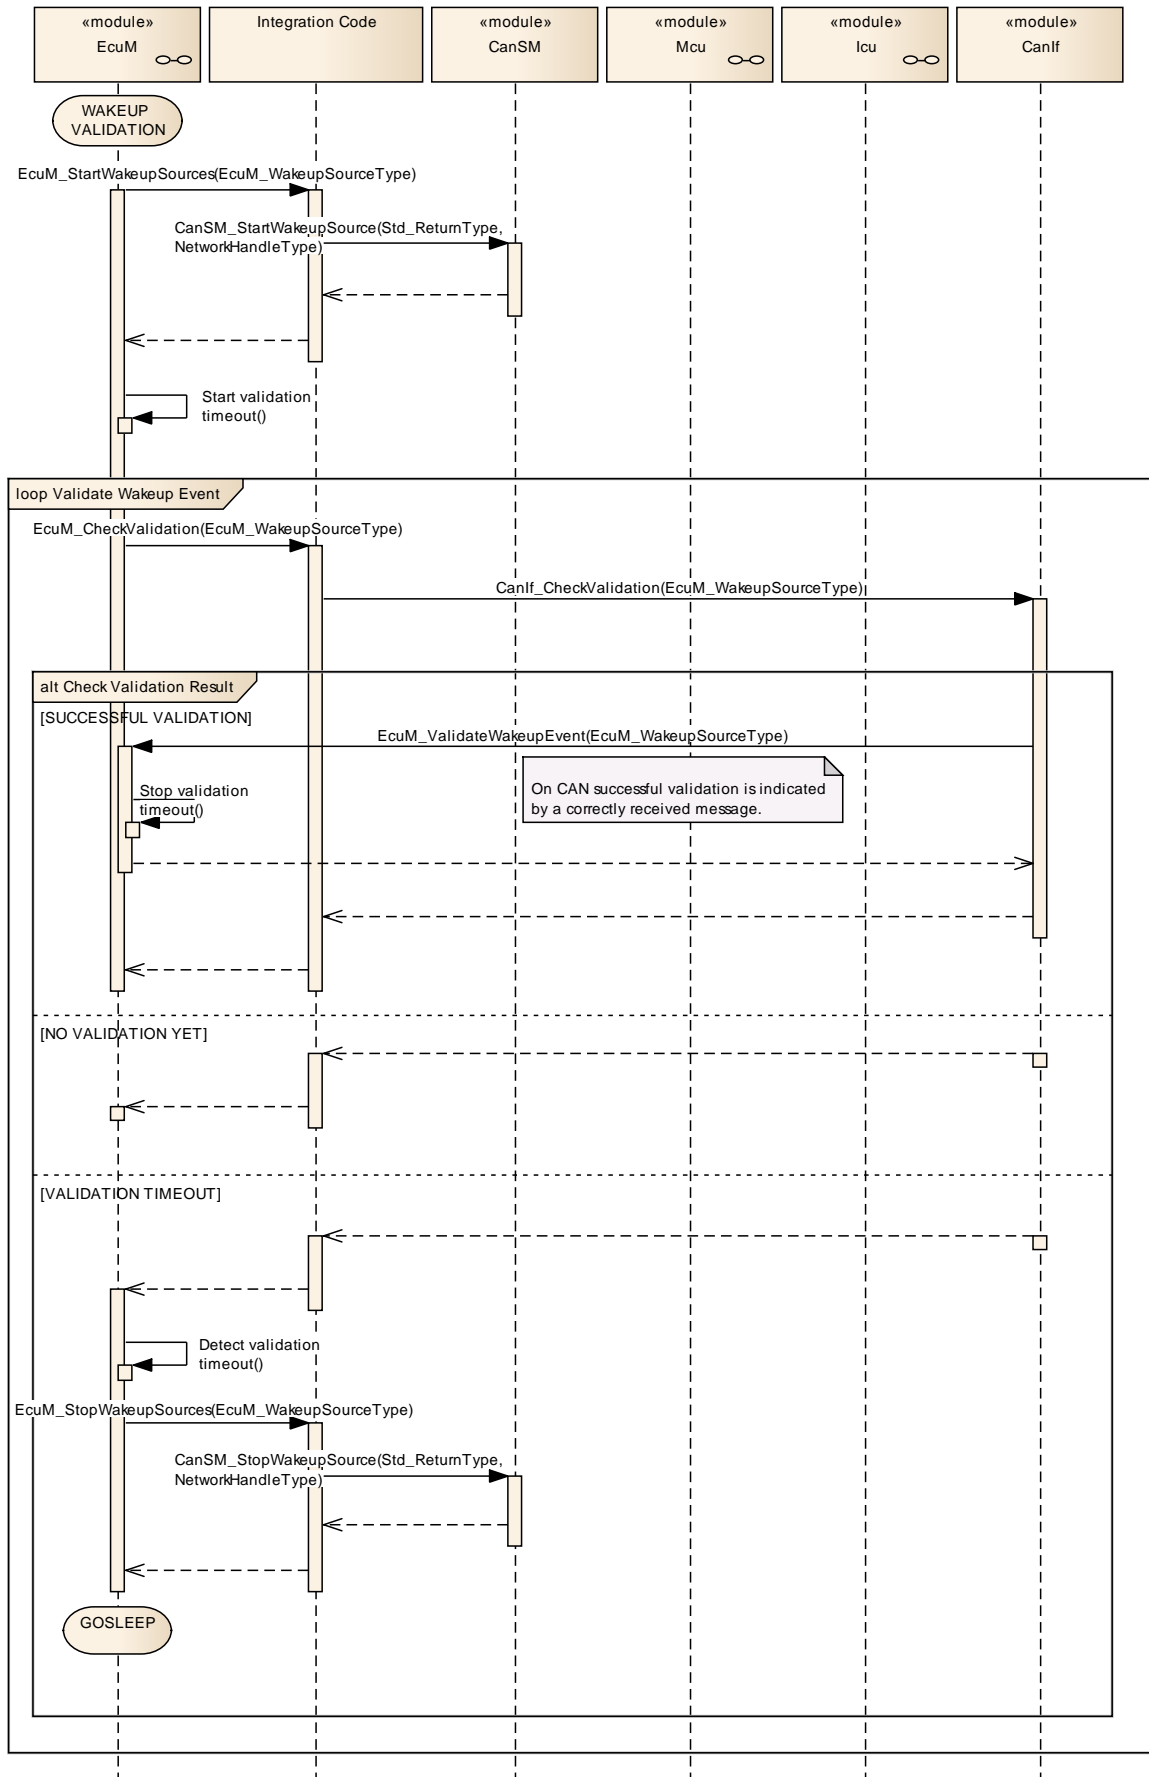 «module»
EcuM
Integration Code
«module»
CanSM
«module»
Mcu
«module»
Icu
«module»
CanIf
WAKEUP
VALIDATION
EcuM_StartWakeupSources(EcuM_WakeupSourceType)
CanSM_StartWakeupSource(Std_ReturnType,
NetworkHandleType)
Start validation
timeout()
loop Validate Wakeup Event
EcuM_CheckValidation(EcuM_WakeupSourceType)
CanIf_CheckValidation(EcuM_WakeupSourceType)
alt Check Validation Result
[SUCCESSFUL VALIDATION]
EcuM_ValidateWakeupEvent(EcuM_WakeupSourceType)
On CAN successful validation is indicated
by a correctly received message.
Stop validation
timeout()
[NO VALIDATION YET]
[VALIDATION TIMEOUT]
Detect validation
timeout()
EcuM_StopWakeupSources(EcuM_WakeupSourceType)
CanSM_StopWakeupSource(Std_ReturnType,
NetworkHandleType)
GOSLEEP